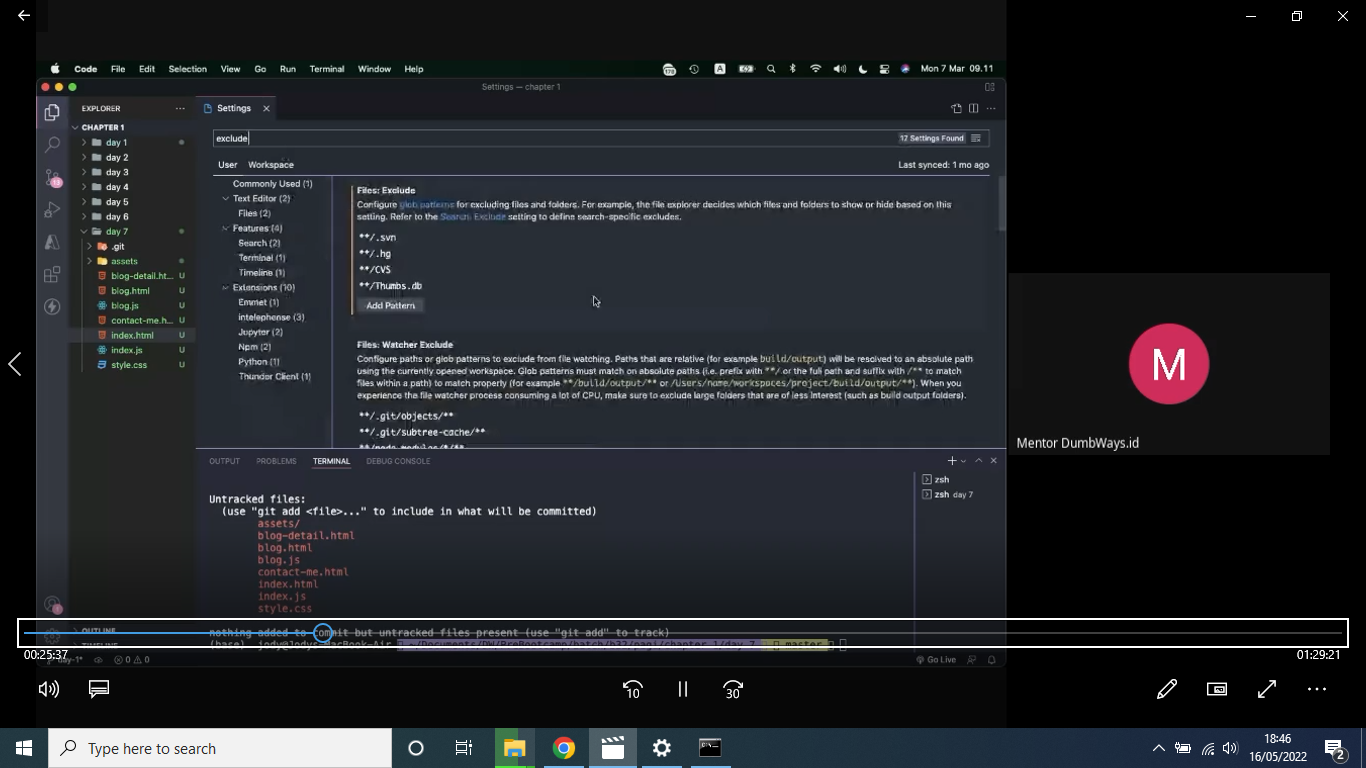 Code File Edit Selection View Go Run Terminal Window Help
Mon 7 Mar 09.11
Settings — chapter 1
EXPLORER
Settings
CHAPTER 1
day 1
day 2
day 3
day 4
day 5
day 6
day 7
.git
assets
blog-detail.ht... U
blog.html U
blog.js U
contact-me.h... U
index.html U
index.js U
style.css U
OUTLINE
TIMELINE
exclude
17 Settings Found
User Workspace
Last synced: 1 mo ago
Commonly Used (1)
Text Editor (2)
Files (2)
Features (4)
Search (2)
Terminal (1)
Timeline (1)
Extensions (10)
Emmet (1)
intelephense (3)
Jupyter (2)
Npm (2)
Python (1)
Thunder Client (1)
Files: Exclude
Configure glob patterns for excluding files and folders. For example, the file explorer decides which files and folders to show or hide based on this
setting. Refer to the Search: Exclude setting to define search-specific excludes.
**/.svn
**/.hg
**/CVS
**/Thumbs.db
Add Pattern
Files: Watcher Exclude
Configure paths or glob patterns to exclude from file watching. Paths that are relative (for example build/output) will be resolved to an absolute path
using the currently opened workspace. Glob patterns must match on absolute paths (i.e. prefix with **/ or the full path and suffix with /** to match
files within a path) to match properly (for example **/build/output/** or /Users/name/workspaces/project/build/output/**). When you
experience the file watcher process consuming a lot of CPU, make sure to exclude large folders that are of less interest (such as build output folders).
**/.git/objects/**
**/.git/subtree-cache/**
**/node_modules/*/**
OUTPUT PROBLEMS TERMINAL DEBUG CONSOLE
zsh
zsh day 7
Untracked files:
(use "git add <file>..." to include in what will be committed)
assets/
blog-detail.html
blog.html
blog.js
contact-me.html
index.html
index.js
style.css
nothing added to commit but untracked files present (use "git add" to track)
day-1* 0 0
Go Live
M
Mentor DumbWays.id
00:25:37
01:29:21
10
30
Type here to search
18:46
16/05/2022
2